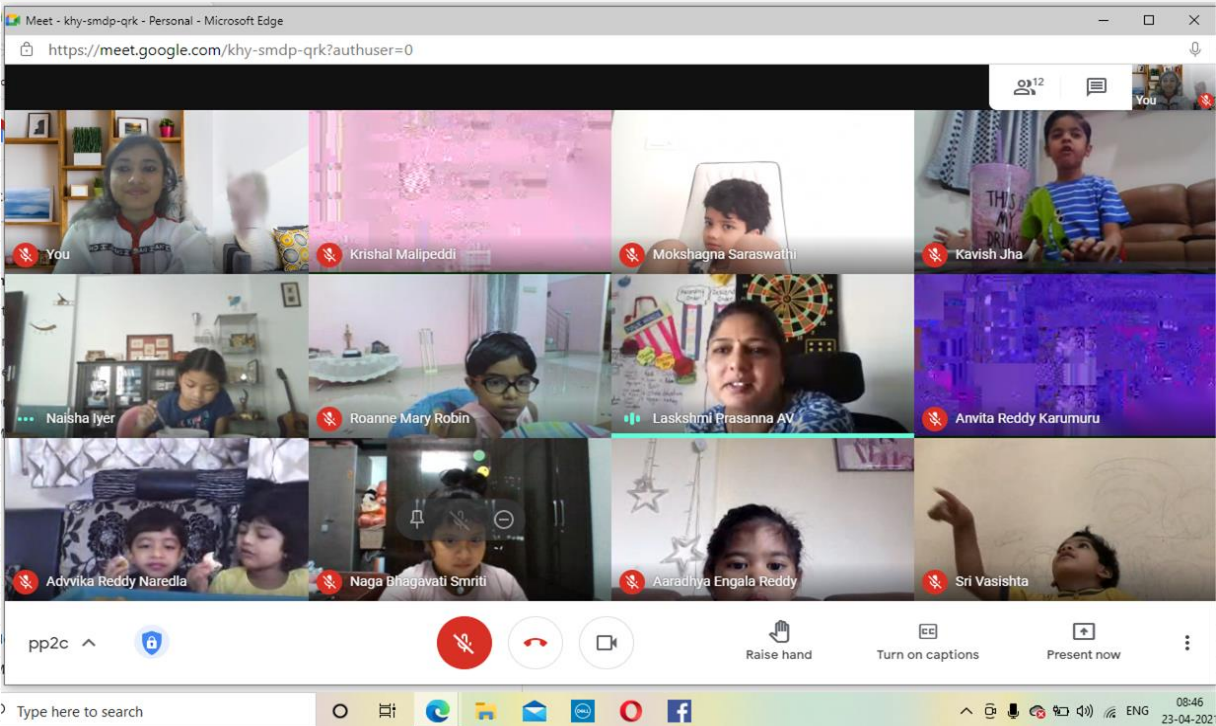 Meet - khy-smdp-qrk - Personal - Microsoft Edge
https://meet.google.com/khy-smdp-qrk?authuser=0
12
You
You
Krishal Malipeddi
Mokshagna Saraswathi
Kavish Jha
THIS
MY
Naisha Iyer
Roanne Mary Robin
Laskshmi Prasanna AV
Anvita Reddy Karumuru
Advvika Reddy Naredla
Naga Bhagavati Smriti
Aaradhya Engala Reddy
Sri Vasishta
pp2c
Raise hand
Turn on captions
Present now
Type here to search
DELL
ENG
08:46
23-04-202